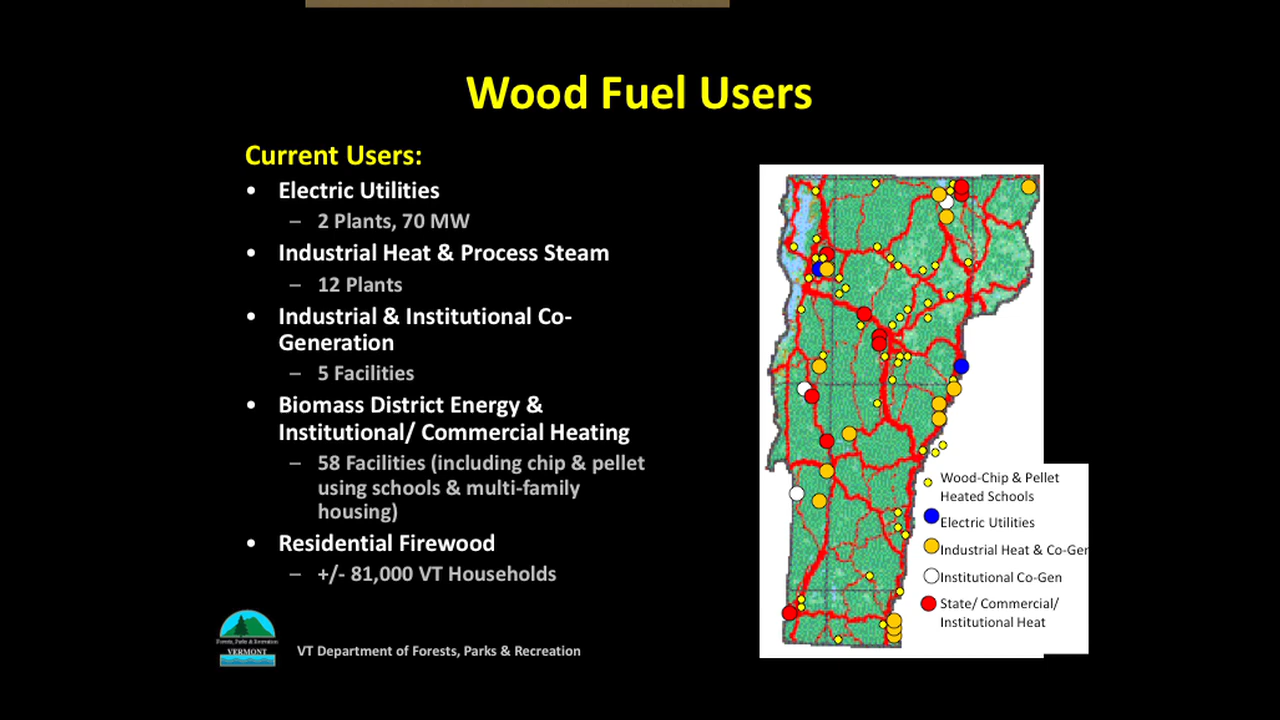 Wood Fuel Users
Current Users:
• Electric Utilities
– 2 Plants, 70 MW
• Industrial Heat & Process Steam
– 12 Plants
• Industrial & Institutional Co-
Generation
– 5 Facilities
• Biomass District Energy &
Institutional/ Commercial Heating
– 58 Facilities (including chip & pellet
using schools & multi-family
housing)
• Residential Firewood
– +/- 81,000 VT Households
Wood-Chip & Pellet
Heated Schools
Electric Utilities
Industrial Heat & Co-Gen
Institutional Co-Gen
State/ Commercial/
Institutional Heat
Forests, Parks & Recreation
VERMONT
VT Department of Forests, Parks & Recreation